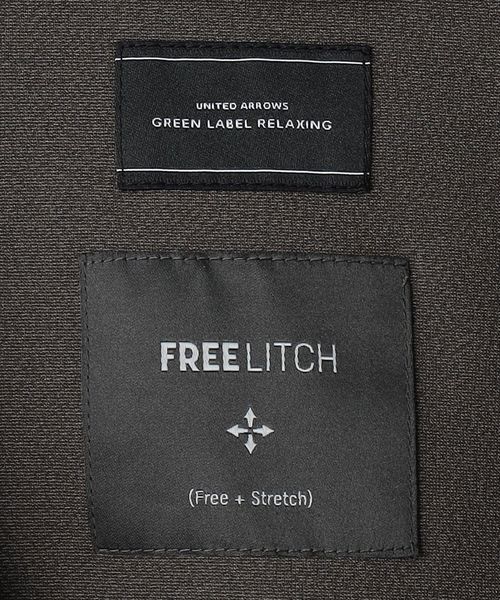 UNITED ARROWS
GREEN LABEL RELAXING
FREELITCH
(Free + Stretch)